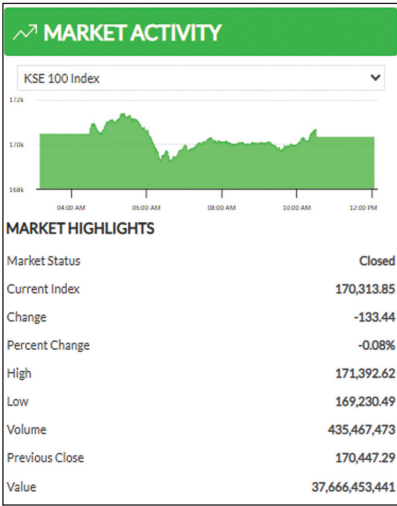 MARKET ACTIVITY
KSE 100 Index
172k
170k
168k
04:00 AM 06:00 AM 08:00 AM 10:00 AM 12:00 PM
MARKET HIGHLIGHTS
Market Status Closed
Current Index 170,313.85
Change -133.44
Percent Change -0.08%
High 171,392.62
Low 169,230.49
Volume 435,467,473
Previous Close 170,447.29
Value 37,666,453,441